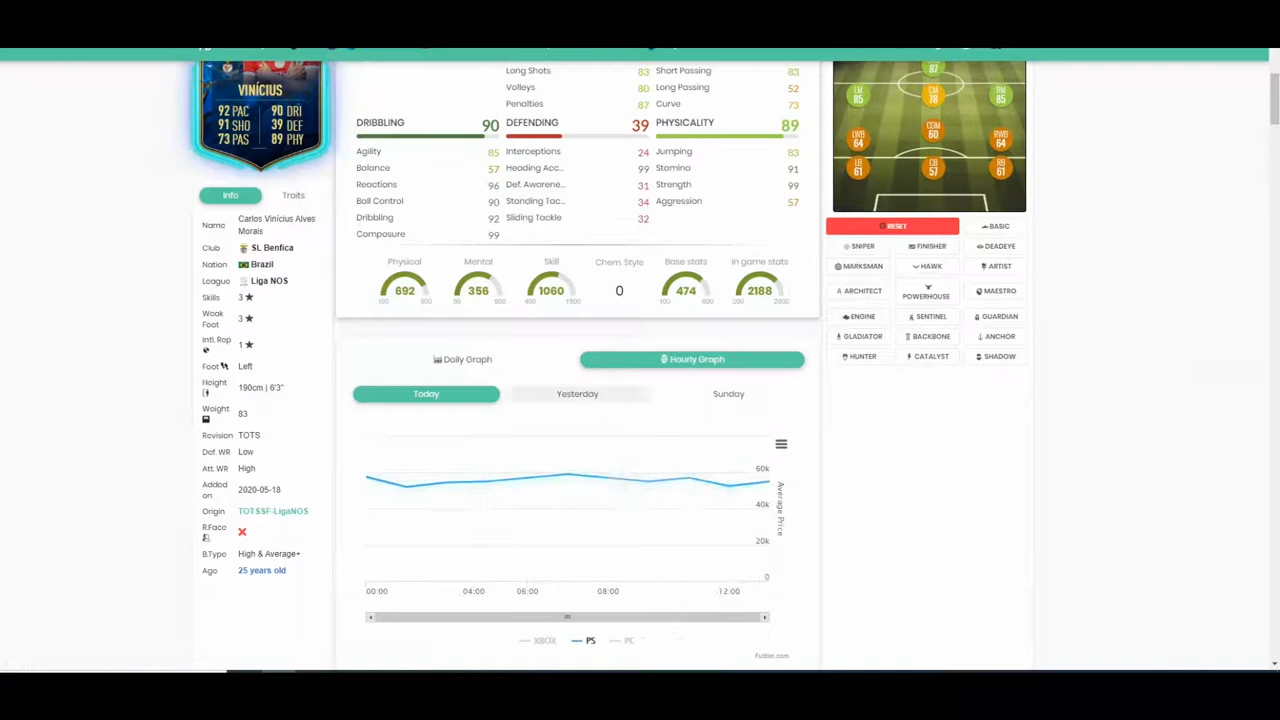 VINÍCIUS
92 PAC 90 DRI
91 SHO 39 DEF
73 PAS 89 PHY
Info Traits
Name Carlos Vinícius Alves Morais
Club SL Benfica
Nation Brazil
League Liga NOS
Skills 3
Weak Foot 3
Intl. Rep 1
Foot Left
Height 190cm | 6'3"
Weight 83
Revision TOTS
Def. WR Low
Att. WR High
Added on 2020-05-18
Origin TOTSSF-LigaNOS
R.Face
B.Type High & Average+
Age 25 years old
Long Shots 83 Short Passing 83
Volleys 80 Long Passing 52
Penalties 87 Curve 73
DRIBBLING 90 DEFENDING 39 PHYSICALITY 89
Agility 85 Interceptions 24 Jumping 83
Balance 57 Heading Acc... 99 Stamina 91
Reactions 96 Def. Awarene... 31 Strength 99
Ball Control 90 Standing Tac... 34 Aggression 57
Dribbling 92 Sliding Tackle 32
Composure 99
Physical Mental Skill Chem. Style Base stats In game stats
692 356 1060 0 474 2188
Daily Graph Hourly Graph
Today Yesterday Sunday
60k
40k
20k
0
Average Price
00:00 04:00 06:00 08:00 12:00
XBOX PS PC
Futbin.com
87
LM 85 CM 78 RM 85
LWB 64 CDM 60 RWB 64
LB 61 CB 57 RB 61
RESET BASIC
SNIPER FINISHER DEADEYE
MARKSMAN HAWK ARTIST
ARCHITECT POWERHOUSE MAESTRO
ENGINE SENTINEL GUARDIAN
GLADIATOR BACKBONE ANCHOR
HUNTER CATALYST SHADOW